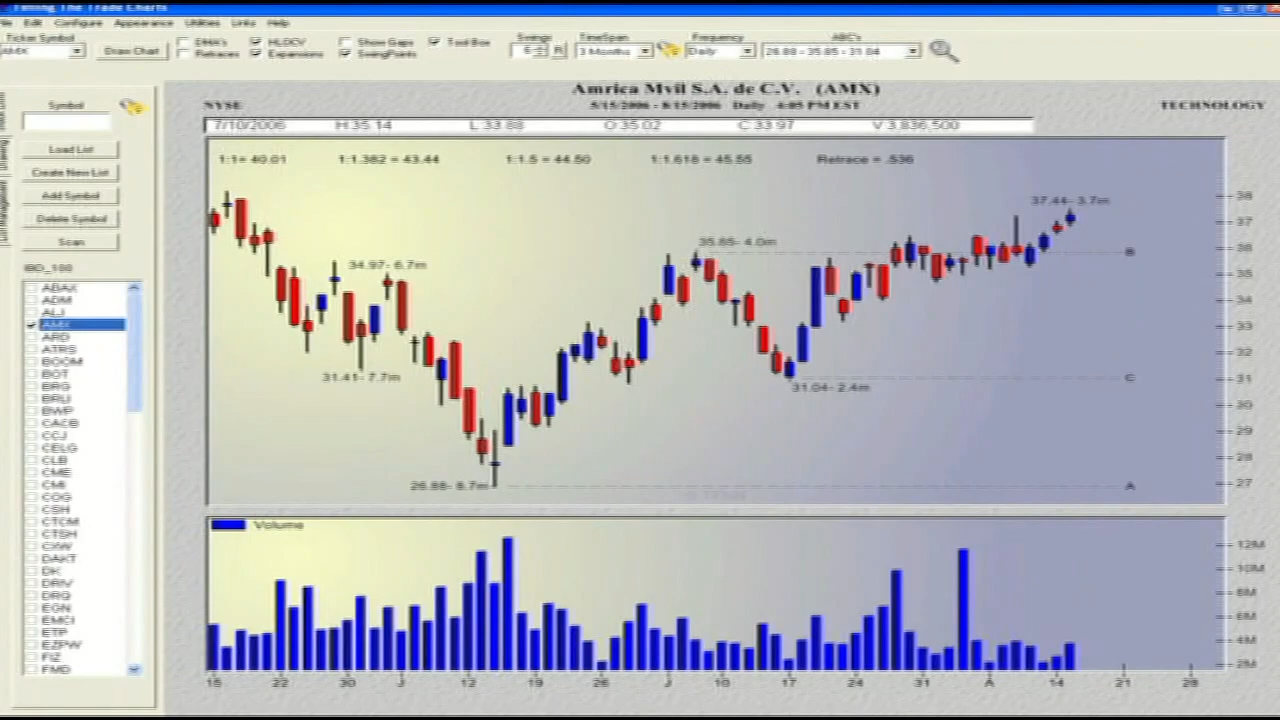 Timing The Trade Charts
File Edit Configure Appearance Utilities Links Help
Ticker Symbol
AMX
Draw Chart
DMA's
Retraces
HLOCV
Expansions
Show Gaps
SwingPoints
Tool Box
Swings
6
R
TimeSpan
3 Months
Frequency
Daily
ABC's
26.88 - 35.85 - 31.04
Symbol
Load List
Create New List
Add Symbol
Delete Symbol
Scan
IBD_100
ABAX
ADM
ALJ
AMX
ARD
ATRS
BOOM
BOT
BRG
BRLI
BWP
CACB
CCJ
CELG
CLB
CME
CMI
COG
CSH
CTCM
CTSH
CXW
DAKT
DK
DRIV
DRQ
EGN
EMCI
ETP
EZPW
FIZ
FMD
Amrica Mvil S.A. de C.V. (AMX)
NYSE
5/15/2006 - 8/15/2006 Daily 4:05 PM EST
TECHNOLOGY
7/10/2006 H:35.14 L:33.88 O:35.02 C:33.97 V:3,836,500
1:1= 40.01 1:1.382 = 43.44 1:1.5 = 44.50 1:1.618 = 45.55 Retrace = .536
37.44- 3.7m
35.85- 4.0m
34.97- 6.7m
31.41- 7.7m
31.04- 2.4m
26.88- 8.7m
B
C
A
38
37
36
35
34
33
32
31
30
29
28
27
Volume
12M
10M
8M
6M
4M
2M
15 22 30 J 12 19 26 J 10 17 24 31 A 14 21 28